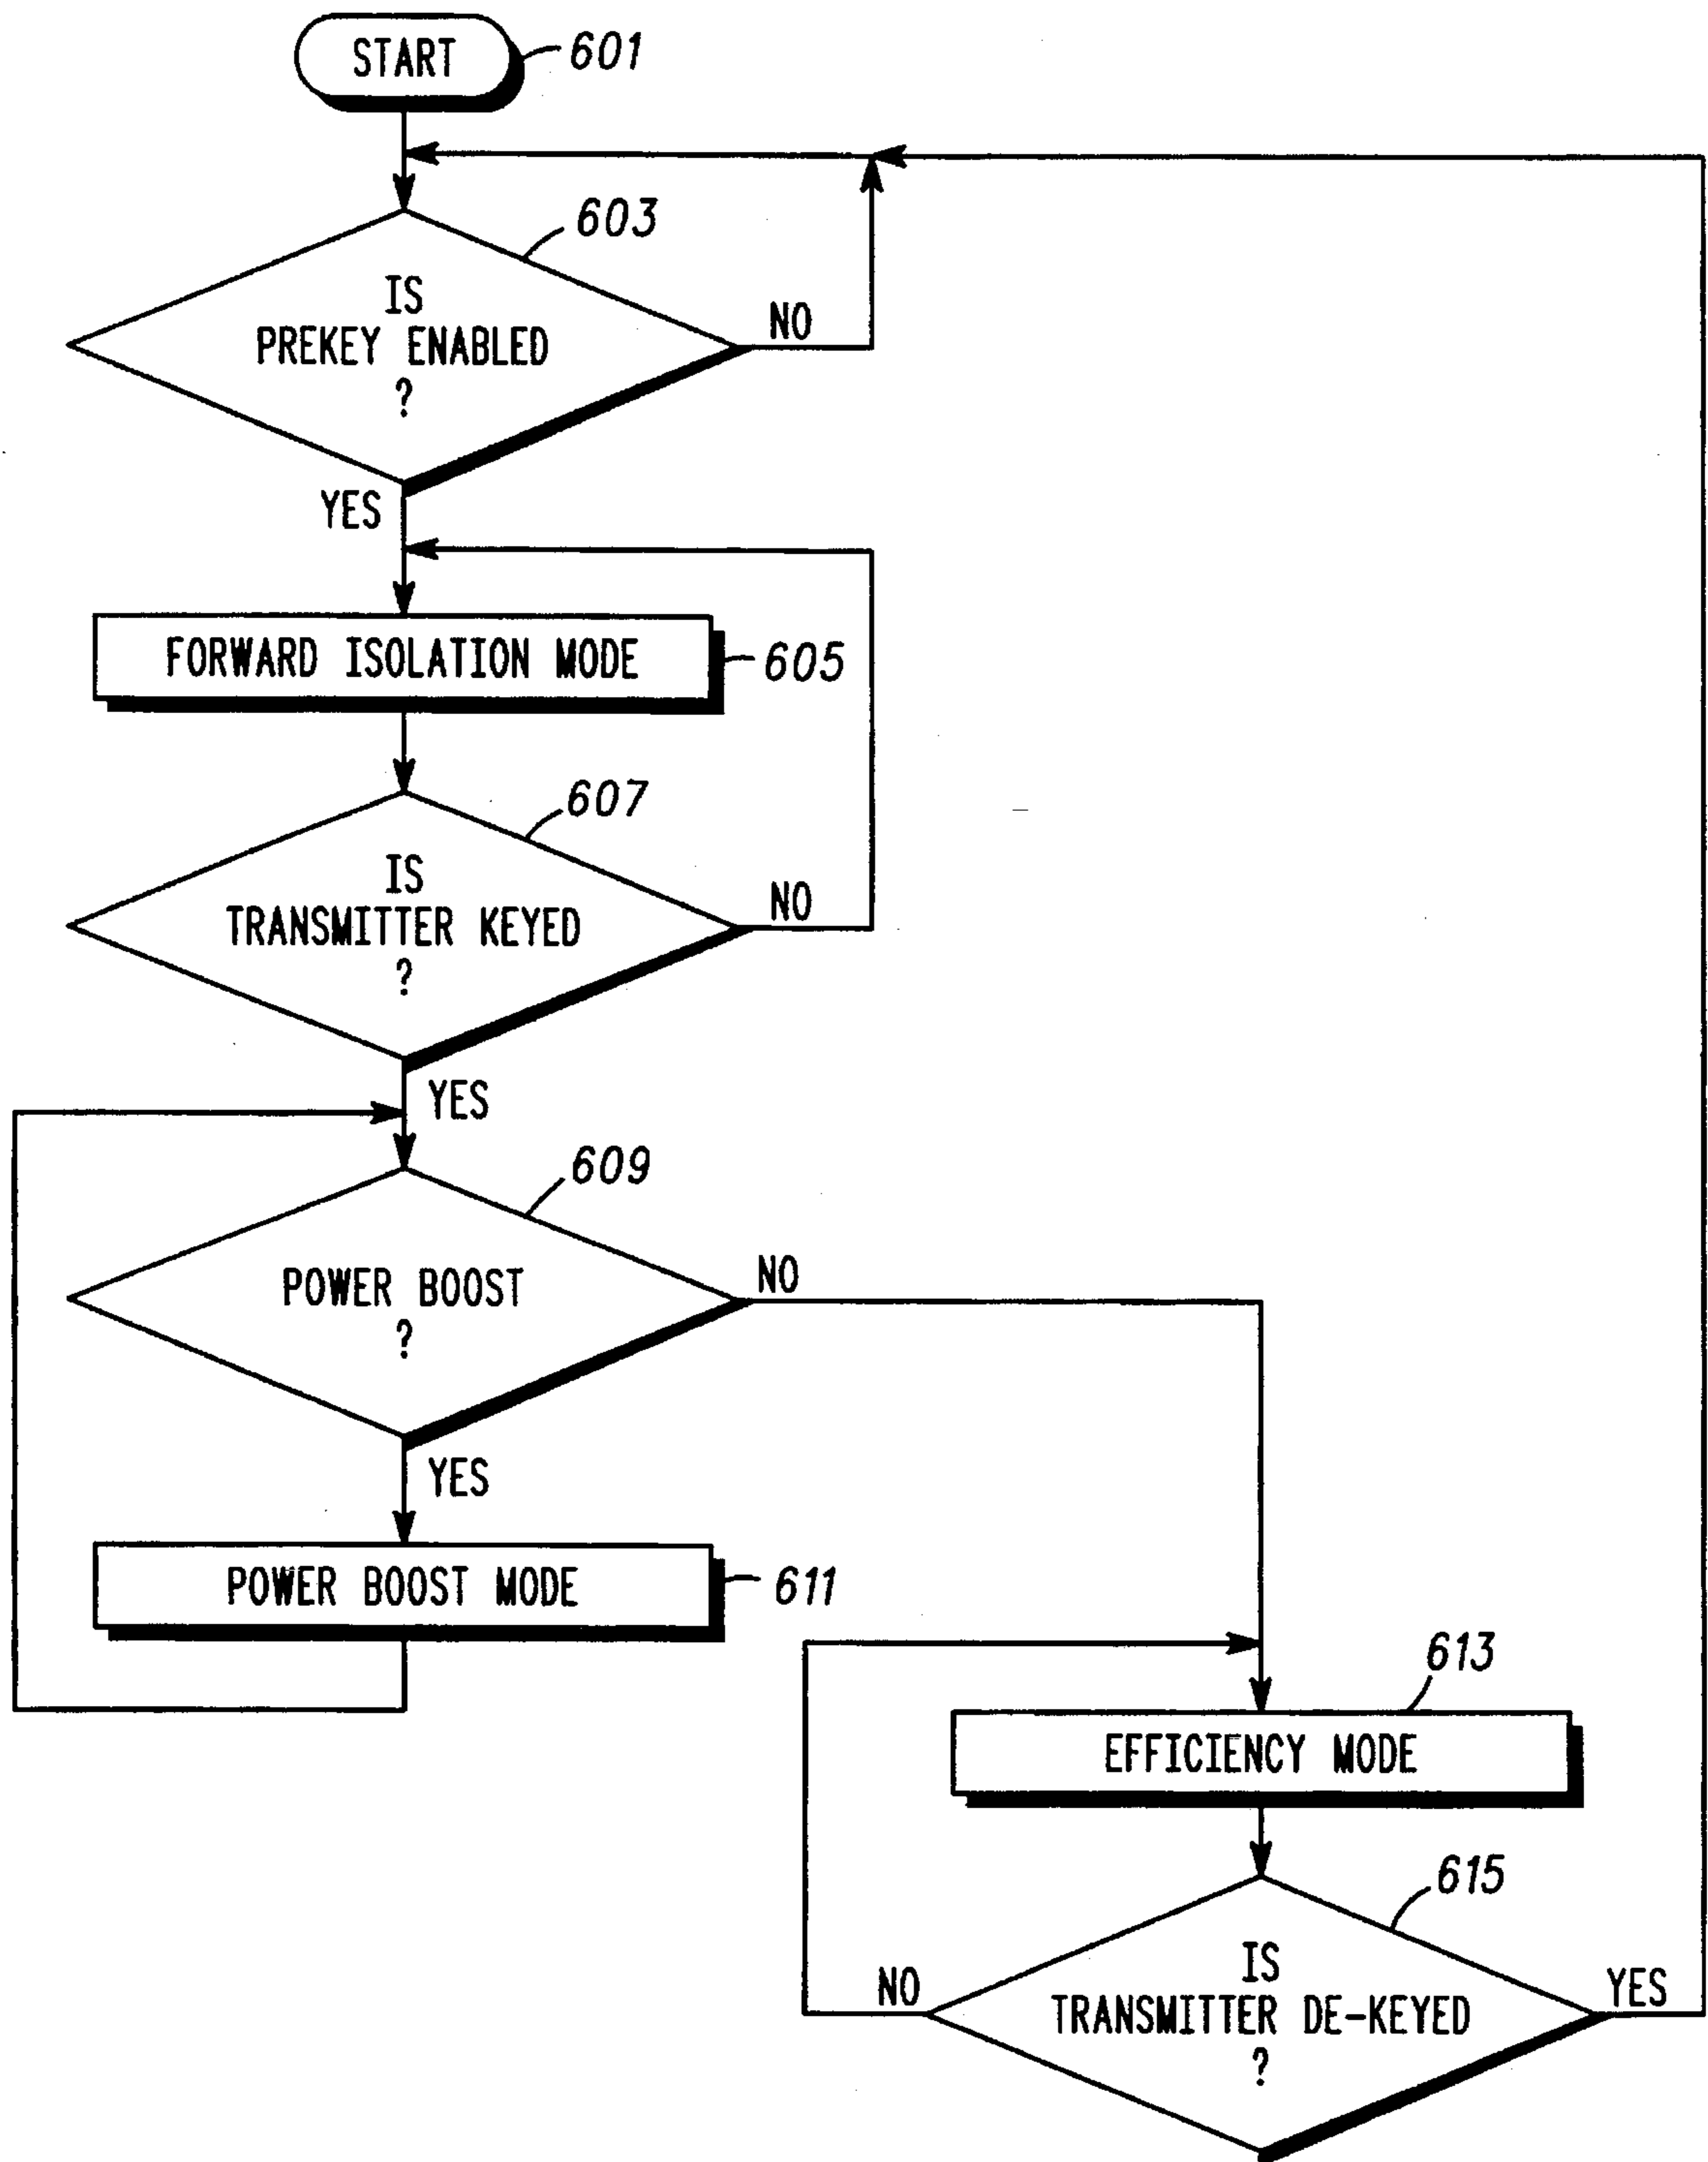 START
601
603
IS
PREKEY ENABLED
?
NO
YES
FORWARD ISOLATION MODE
605
607
IS
TRANSMITTER KEYED
?
NO
YES
609
POWER BOOST
?
NO
YES
POWER BOOST MODE
611
613
EFFICIENCY MODE
615
IS
TRANSMITTER DE-KEYED
?
NO
YES